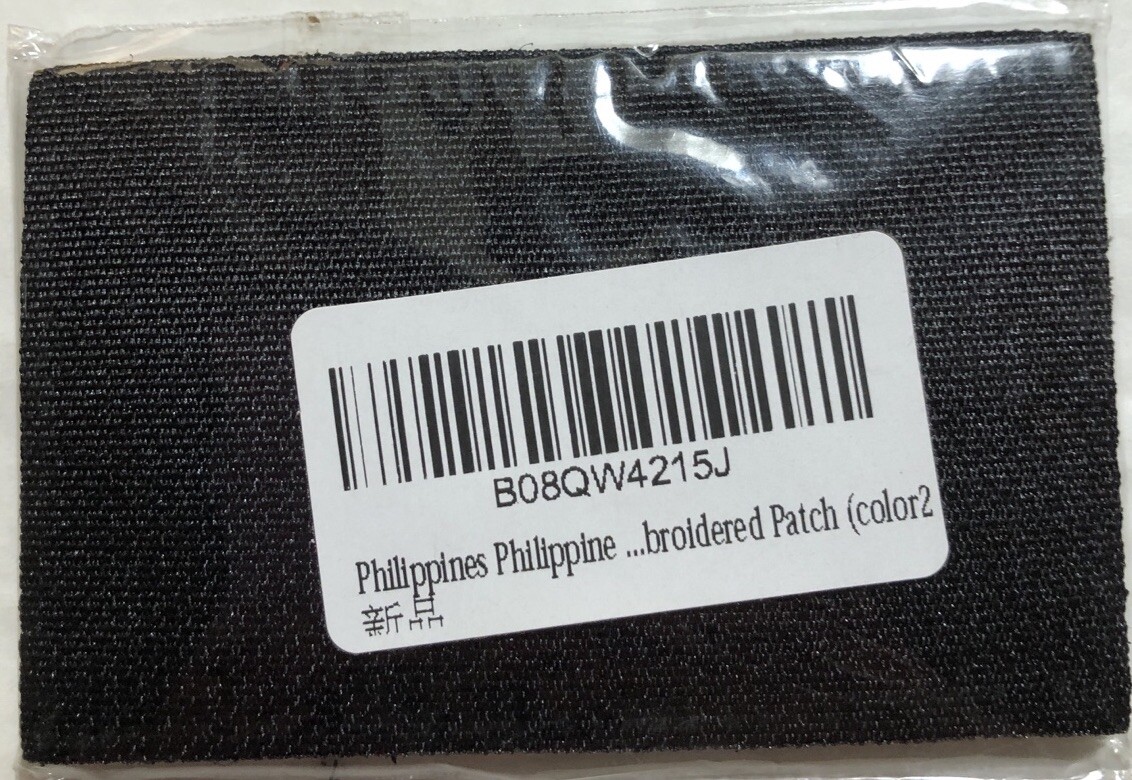 B08QW4215J
Philippines Philippine ...broidered Patch (color2
新品